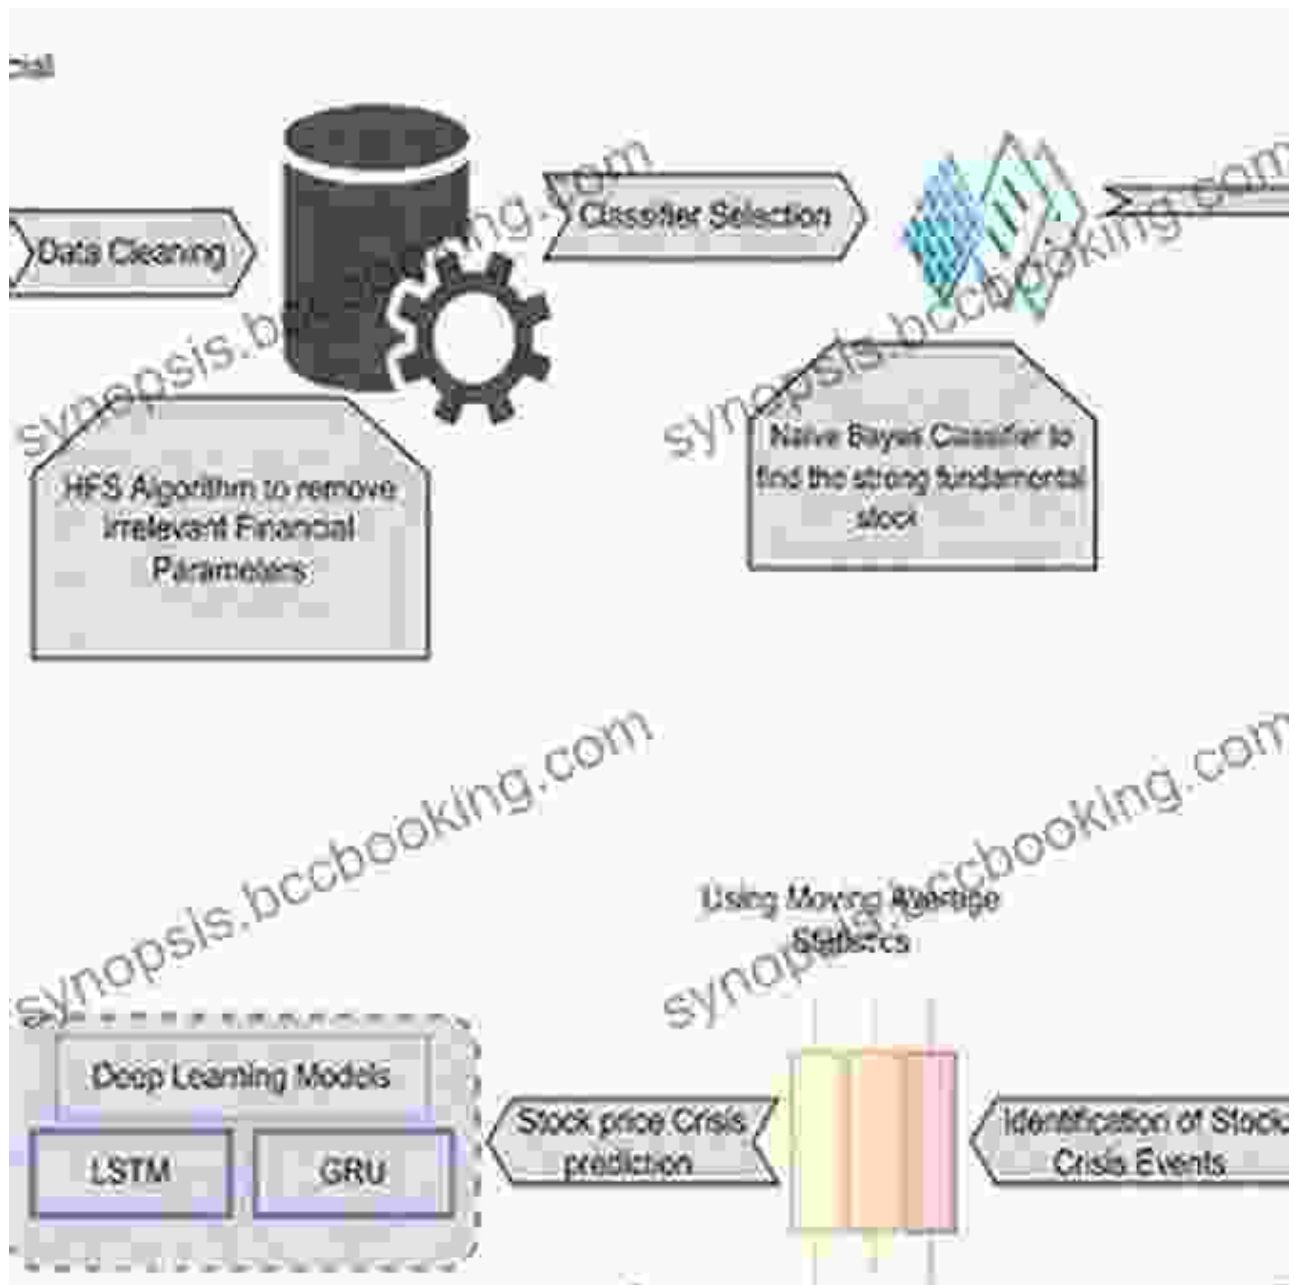 cial
Data Cleaning
Classifier Selection
HFS Algorithm to remove
Irrelevant Financial
Parameters
Naive Bayes Classifier to
find the strong fundamental
stock
Using Moving Average
Statistics
Deep Learning Models
LSTM
GRU
Stock price Crisis
prediction
Identification of Stock
Crisis Events
synopsis.bccbooking.com
synopsis.bccbooking.com
synopsis.bccbooking.com
synopsis.bccbooking.com